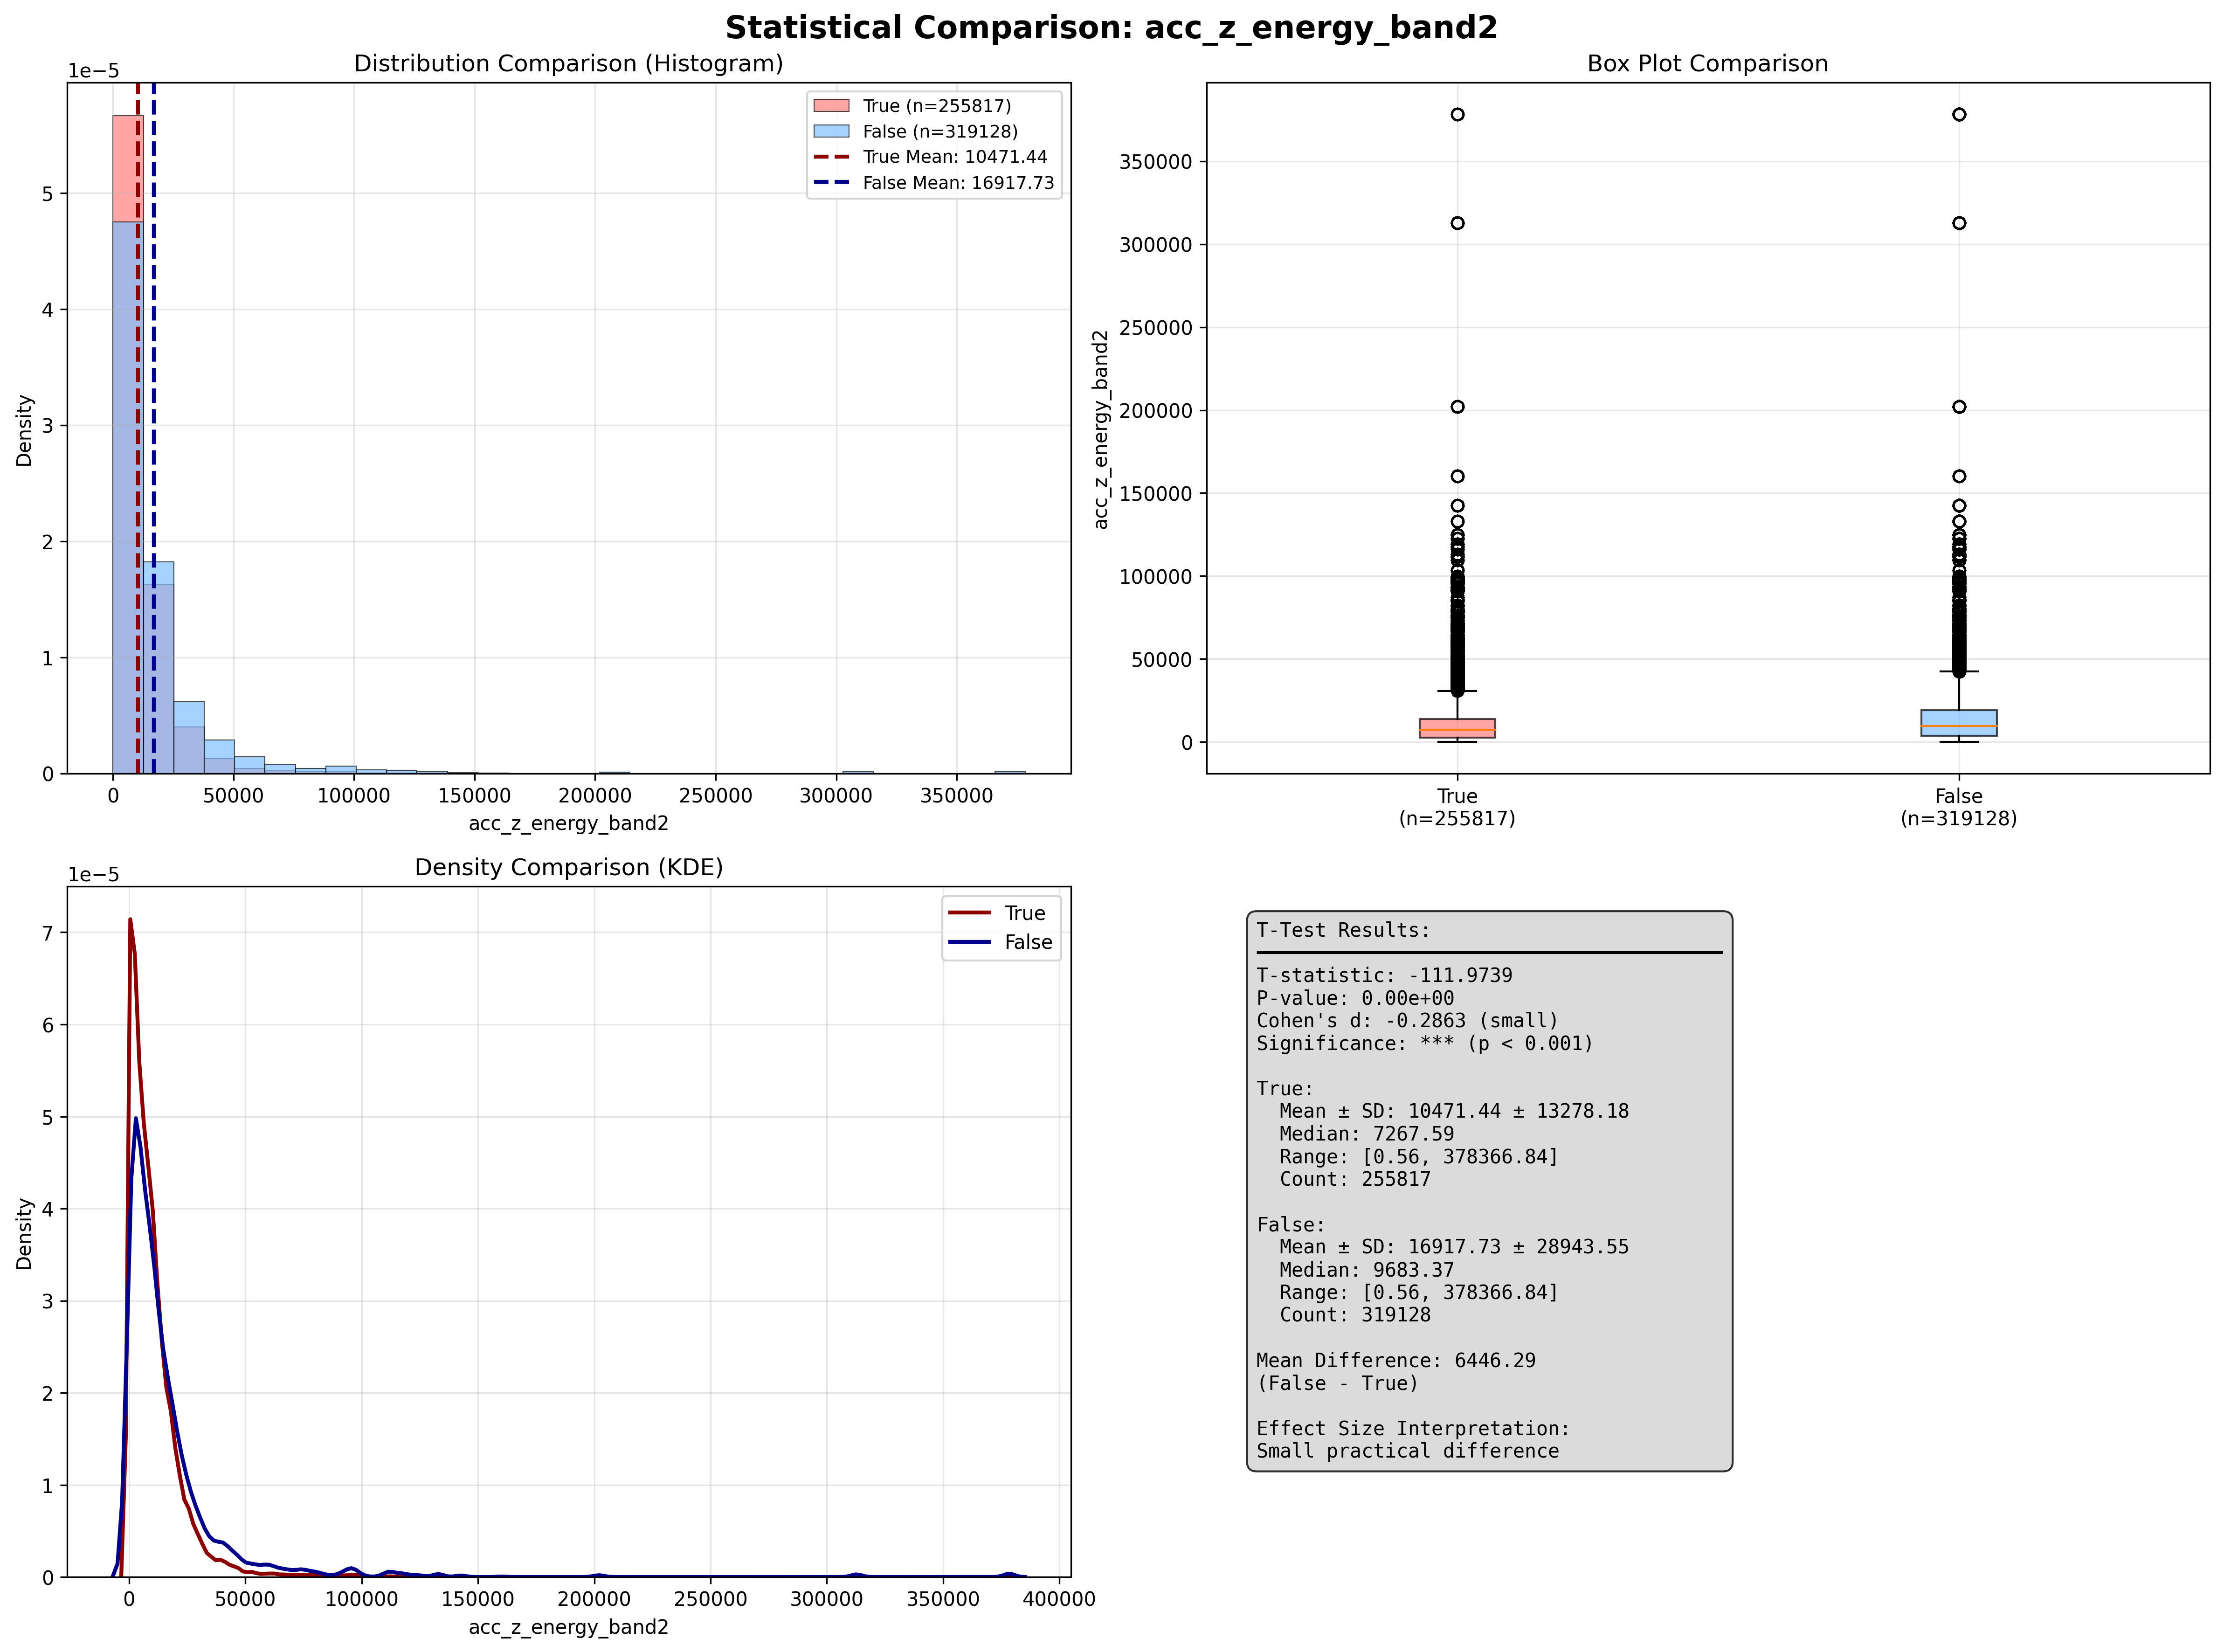 Statistical Comparison: acc_z_energy_band2
Distribution Comparison (Histogram)
1e−5
True (n=255817)
False (n=319128)
True Mean: 10471.44
False Mean: 16917.73
5
4
3
2
1
0
Density
0 50000 100000 150000 200000 250000 300000 350000
acc_z_energy_band2
Box Plot Comparison
350000
300000
250000
200000
150000
100000
50000
0
acc_z_energy_band2
True
(n=255817)
False
(n=319128)
Density Comparison (KDE)
1e−5
True
False
7
6
5
4
3
2
1
0
Density
0 50000 100000 150000 200000 250000 300000 350000 400000
acc_z_energy_band2
T-Test Results:
T-statistic: -111.9739
P-value: 0.00e+00
Cohen's d: -0.2863 (small)
Significance: *** (p < 0.001)
True:
Mean ± SD: 10471.44 ± 13278.18
Median: 7267.59
Range: [0.56, 378366.84]
Count: 255817
False:
Mean ± SD: 16917.73 ± 28943.55
Median: 9683.37
Range: [0.56, 378366.84]
Count: 319128
Mean Difference: 6446.29
(False - True)
Effect Size Interpretation:
Small practical difference